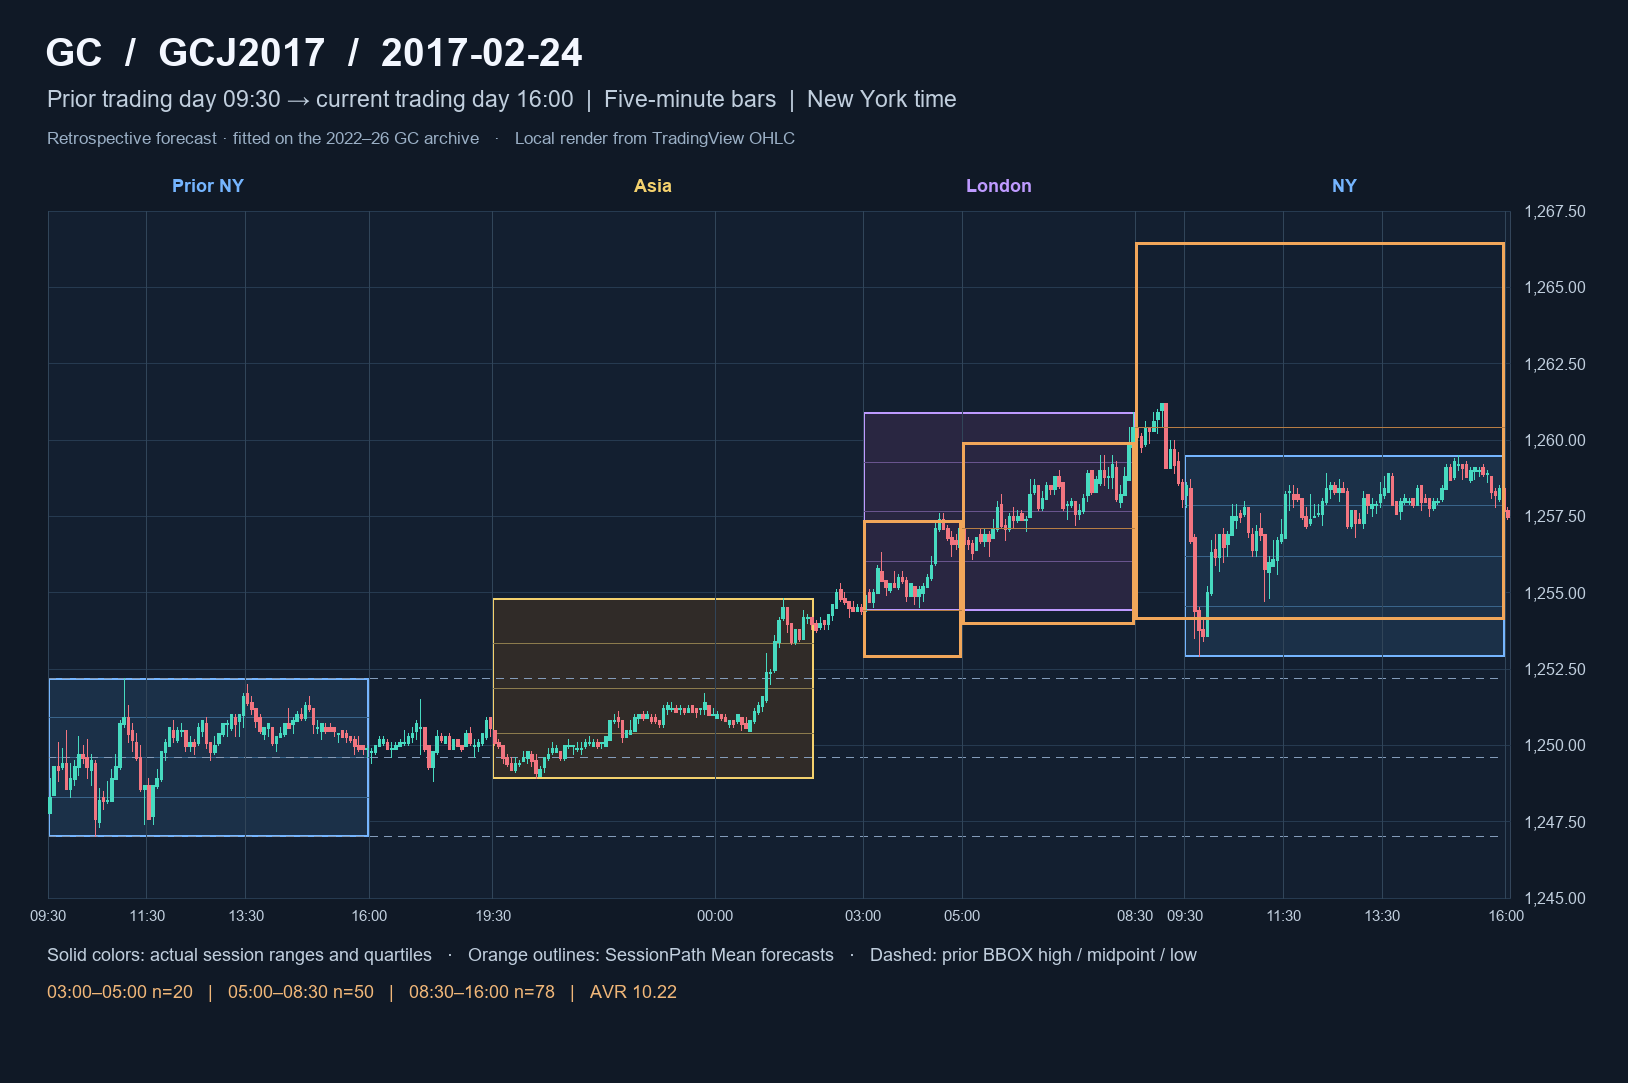 GC / GCJ2017 / 2017-02-24
Prior trading day 09:30 → current trading day 16:00 | Five-minute bars | New York time
Retrospective forecast · fitted on the 2022–26 GC archive · Local render from TradingView OHLC
Prior NY Asia London NY
1,267.50
1,265.00
1,262.50
1,260.00
1,257.50
1,255.00
1,252.50
1,250.00
1,247.50
1,245.00
09:30 11:30 13:30 16:00 19:30 00:00 03:00 05:00 08:30 09:30 11:30 13:30 16:00
Solid colors: actual session ranges and quartiles · Orange outlines: SessionPath Mean forecasts · Dashed: prior BBOX high / midpoint / low
03:00–05:00 n=20 | 05:00–08:30 n=50 | 08:30–16:00 n=78 | AVR 10.22